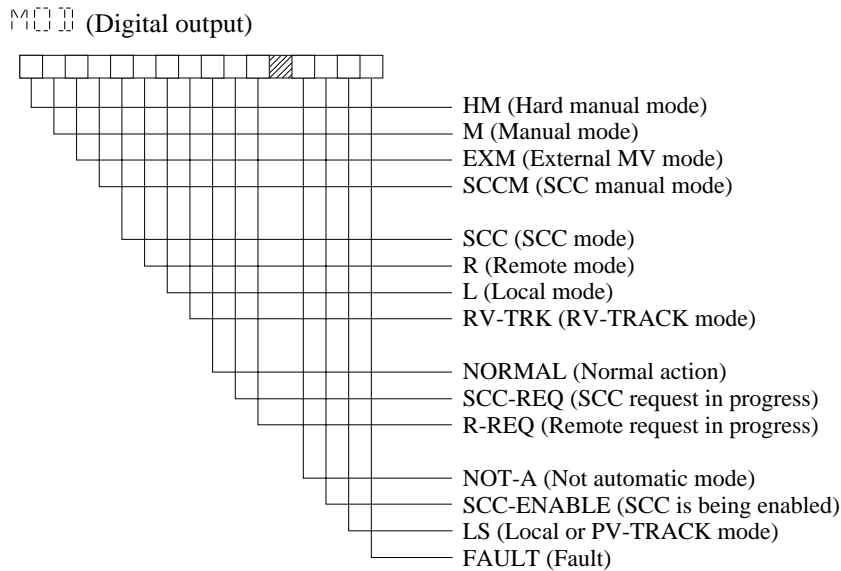 MOD (Digital output)
HM (Hard manual mode)
M (Manual mode)
EXM (External MV mode)
SCCM (SCC manual mode)
SCC (SCC mode)
R (Remote mode)
L (Local mode)
RV-TRK (RV-TRACK mode)
NORMAL (Normal action)
SCC-REQ (SCC request in progress)
R-REQ (Remote request in progress)
NOT-A (Not automatic mode)
SCC-ENABLE (SCC is being enabled)
LS (Local or PV-TRACK mode)
FAULT (Fault)